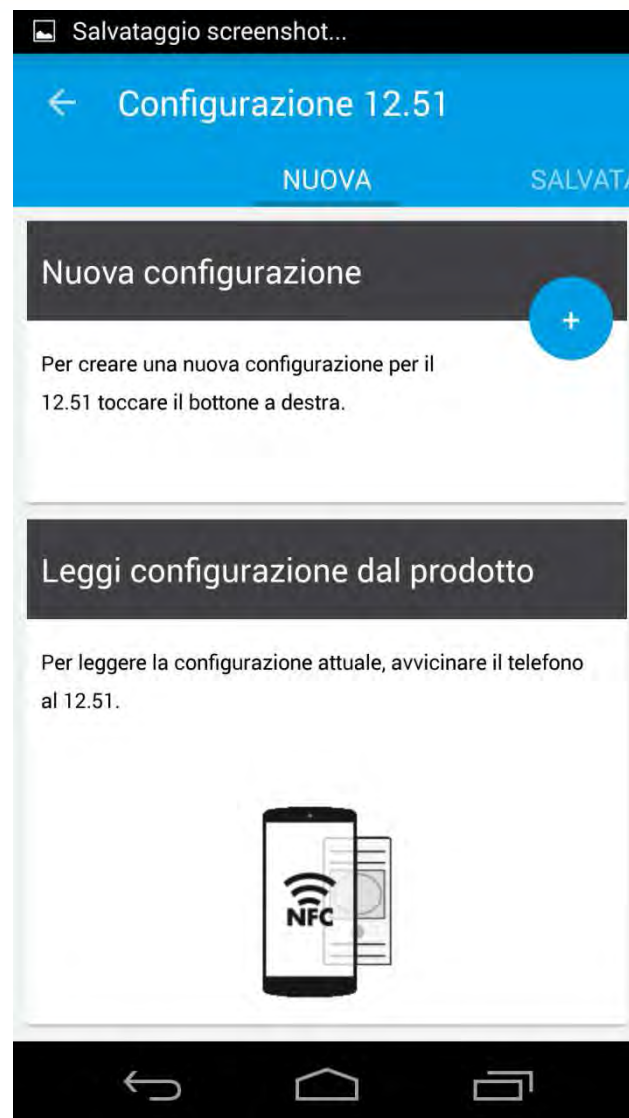 Salvataggio screenshot...
Configurazione 12.51
NUOVA
SALVATA
Nuova configurazione
+
Per creare una nuova configurazione per il
12.51 toccare il bottone a destra.
Leggi configurazione dal prodotto
Per leggere la configurazione attuale, avvicinare il telefono
al 12.51.
NFC